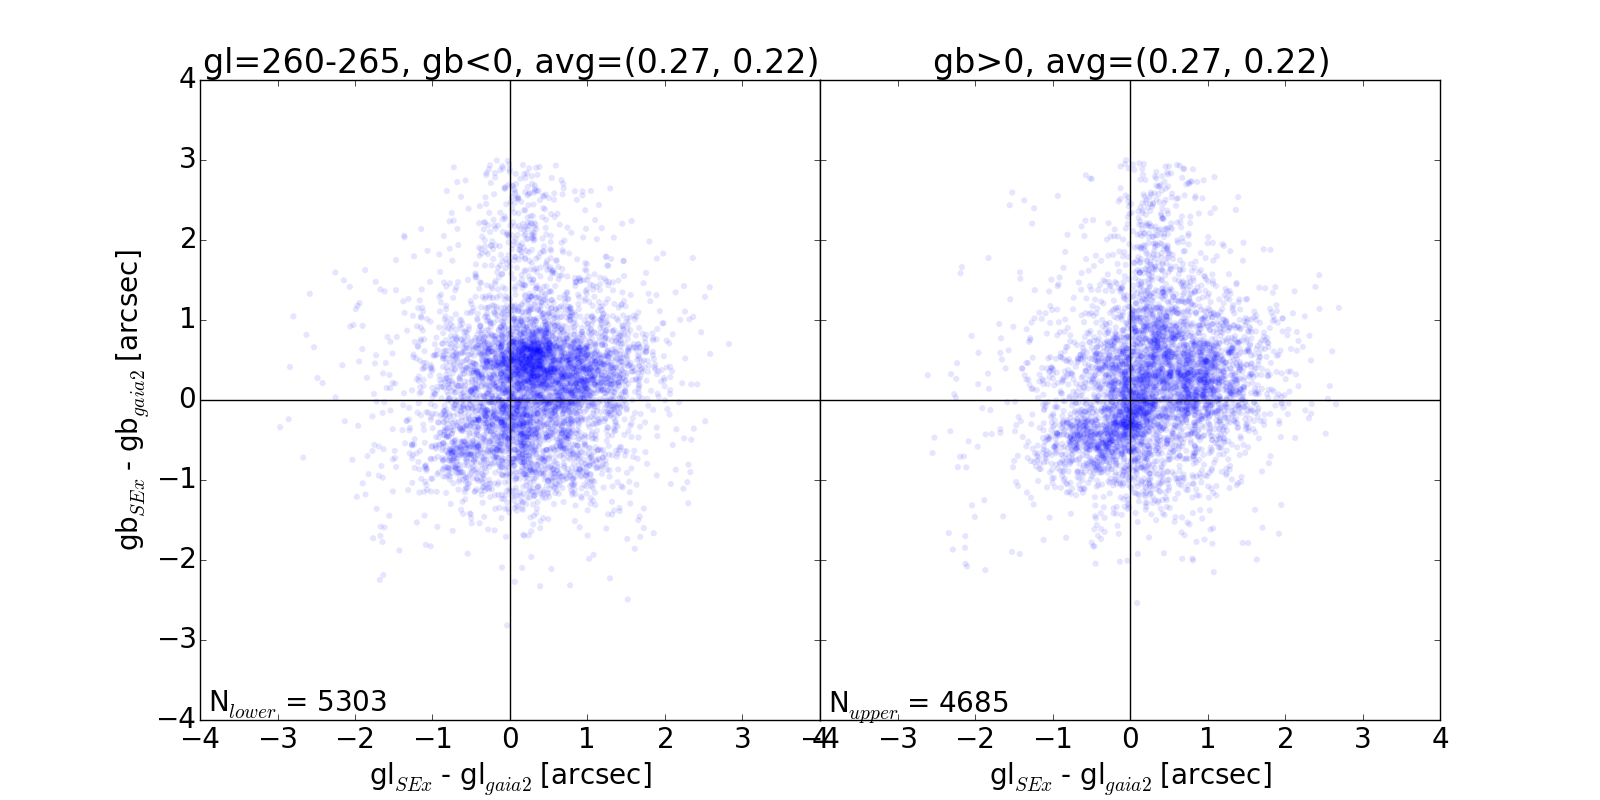 gl=260-265, gb<0, avg=(0.27, 0.22)
gb>0, avg=(0.27, 0.22)
4
3
2
1
0
−1
−2
−3
−4
gb_SEx - gb_gaia2 [arcsec]
N_lower = 5303
N_upper = 4685
−4 −3 −2 −1 0 1 2 3 4
−4 −3 −2 −1 0 1 2 3 4
gl_SEx - gl_gaia2 [arcsec]
gl_SEx - gl_gaia2 [arcsec]